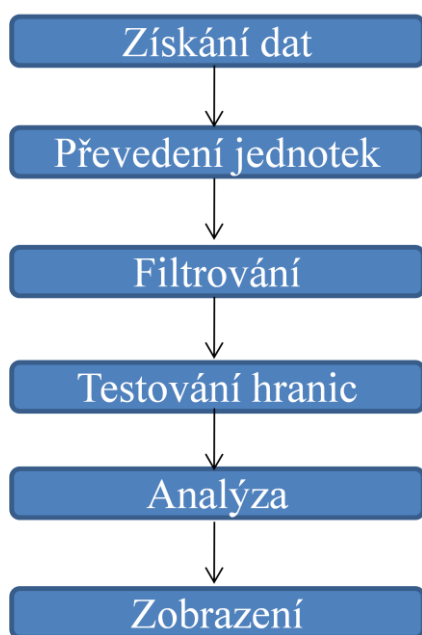 Získání dat
Převedení jednotek
Filtrování
Testování hranic
Analýza
Zobrazení